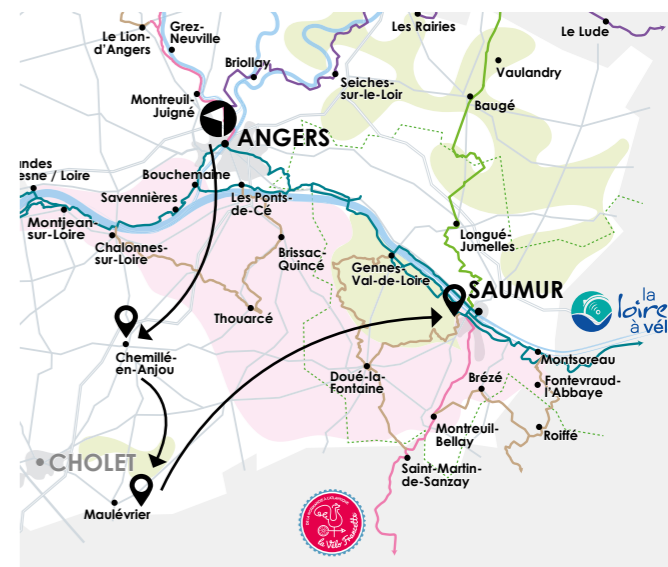 Grez-
Neuville
Le Lion-
d'Angers
Les Rairies
Le Lude
Briollay
Vaulandry
Seiches-
sur-le-Loir
Montreuil-
Juigné
Baugé
ANGERS
andes
esne / Loire
Bouchemaine
Savennières
Les Ponts-
de-Cé
Montjean-
sur-Loire
Chalonnes-
sur-Loire
Longué-
Jumelles
Brissac-
Quincé
Gennes-
Val-de-Loire
SAUMUR
la
loire
à vél
Thouarcé
Chemillé-
en-Anjou
Montsoreau
Doué-la-
Fontaine
Brézé
Fontevraud-
l'Abbaye
Montreuil-
Bellay
Roiffé
CHOLET
Saint-Martin-
de-Sanzay
Maulévrier
la Vélo Francette